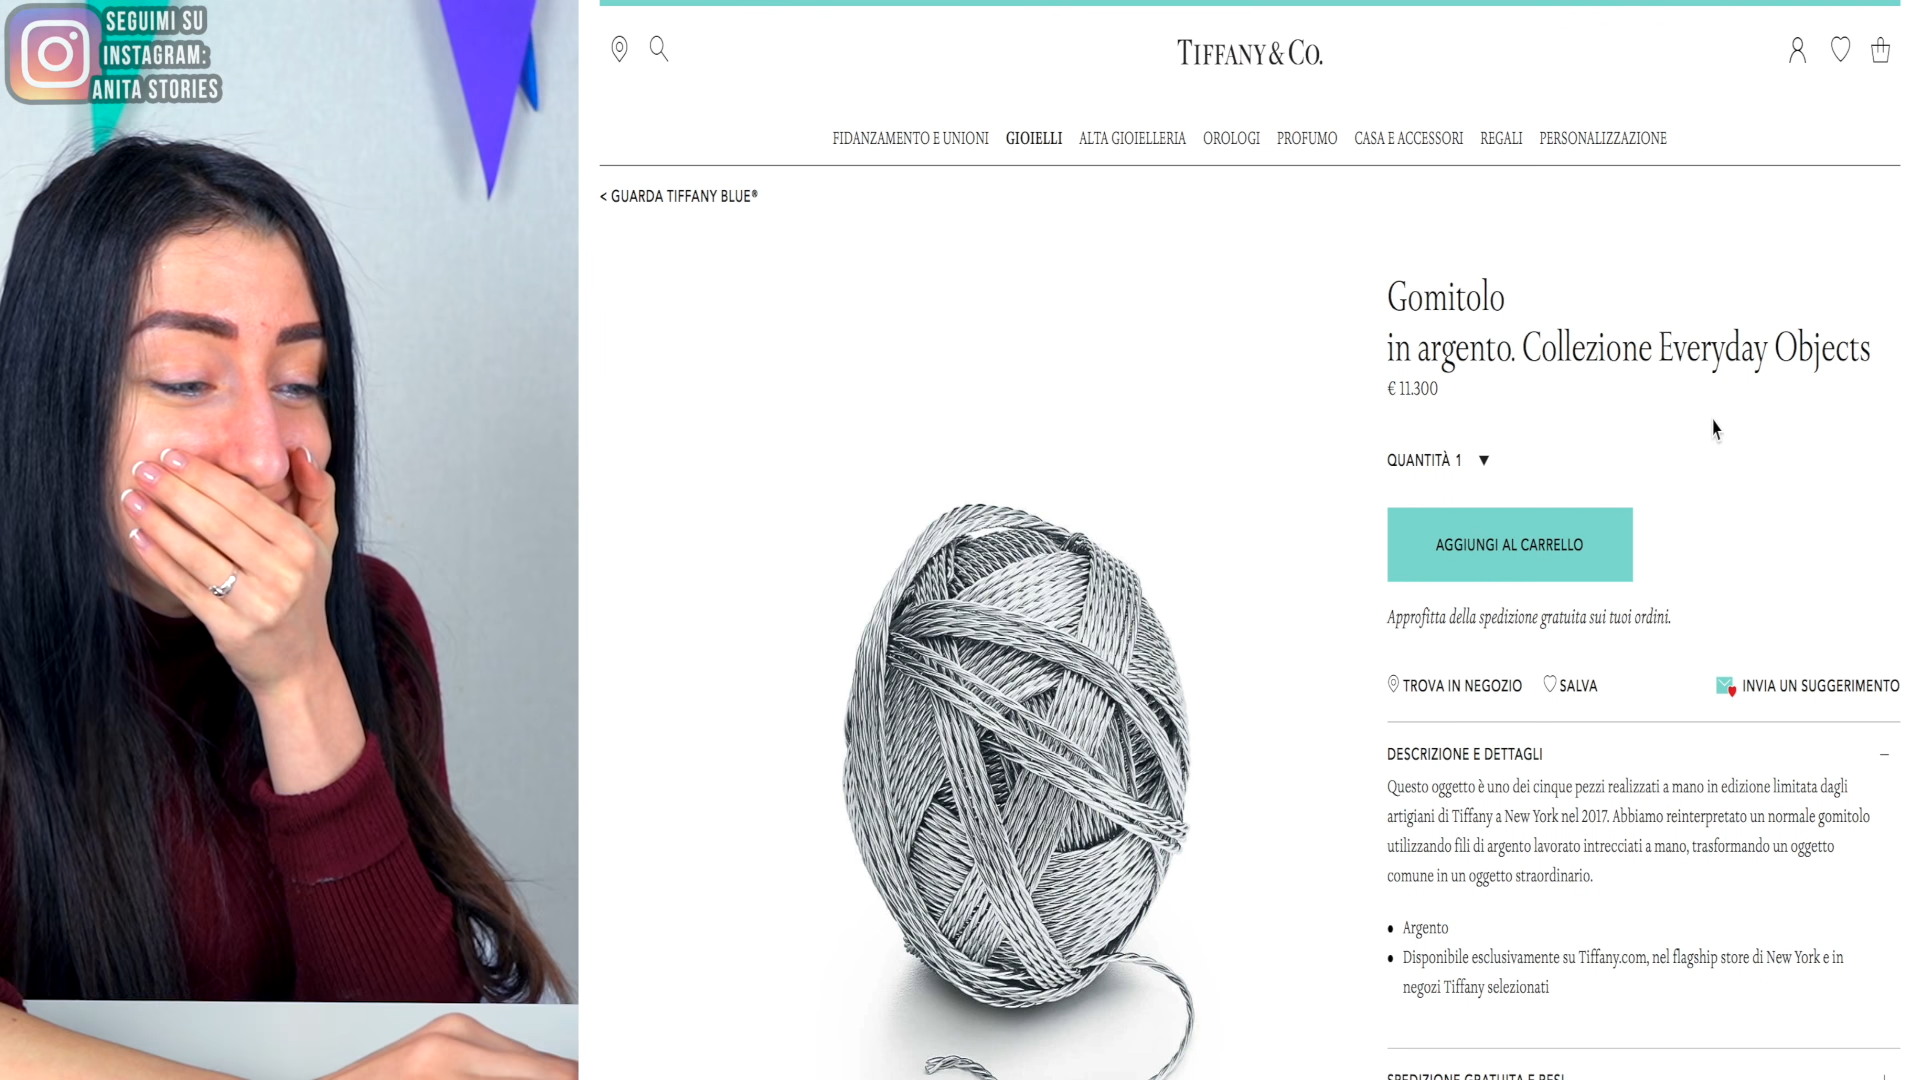 SEGUIMI SU
INSTAGRAM:
ANITA STORIES
TIFFANY & CO.
FIDANZAMENTO E UNIONI GIOIELLI ALTA GIOIELLERIA OROLOGI PROFUMO CASA E ACCESSORI REGALI PERSONALIZZAZIONE
< GUARDA TIFFANY BLUE®
Gomitolo
in argento. Collezione Everyday Objects
€ 11.300
QUANTITÀ 1 ▼
AGGIUNGI AL CARRELLO
Approfitta della spedizione gratuita sui tuoi ordini.
TROVA IN NEGOZIO SALVA INVIA UN SUGGERIMENTO
DESCRIZIONE E DETTAGLI –
Questo oggetto è uno dei cinque pezzi realizzati a mano in edizione limitata dagli
artigiani di Tiffany a New York nel 2017. Abbiamo reinterpretato un normale gomitolo
utilizzando fili di argento lavorato intrecciati a mano, trasformando un oggetto
comune in un oggetto straordinario.
• Argento
• Disponibile esclusivamente su Tiffany.com, nel flagship store di New York e in
negozi Tiffany selezionati
SPEDIZIONE GRATUITA E RESI